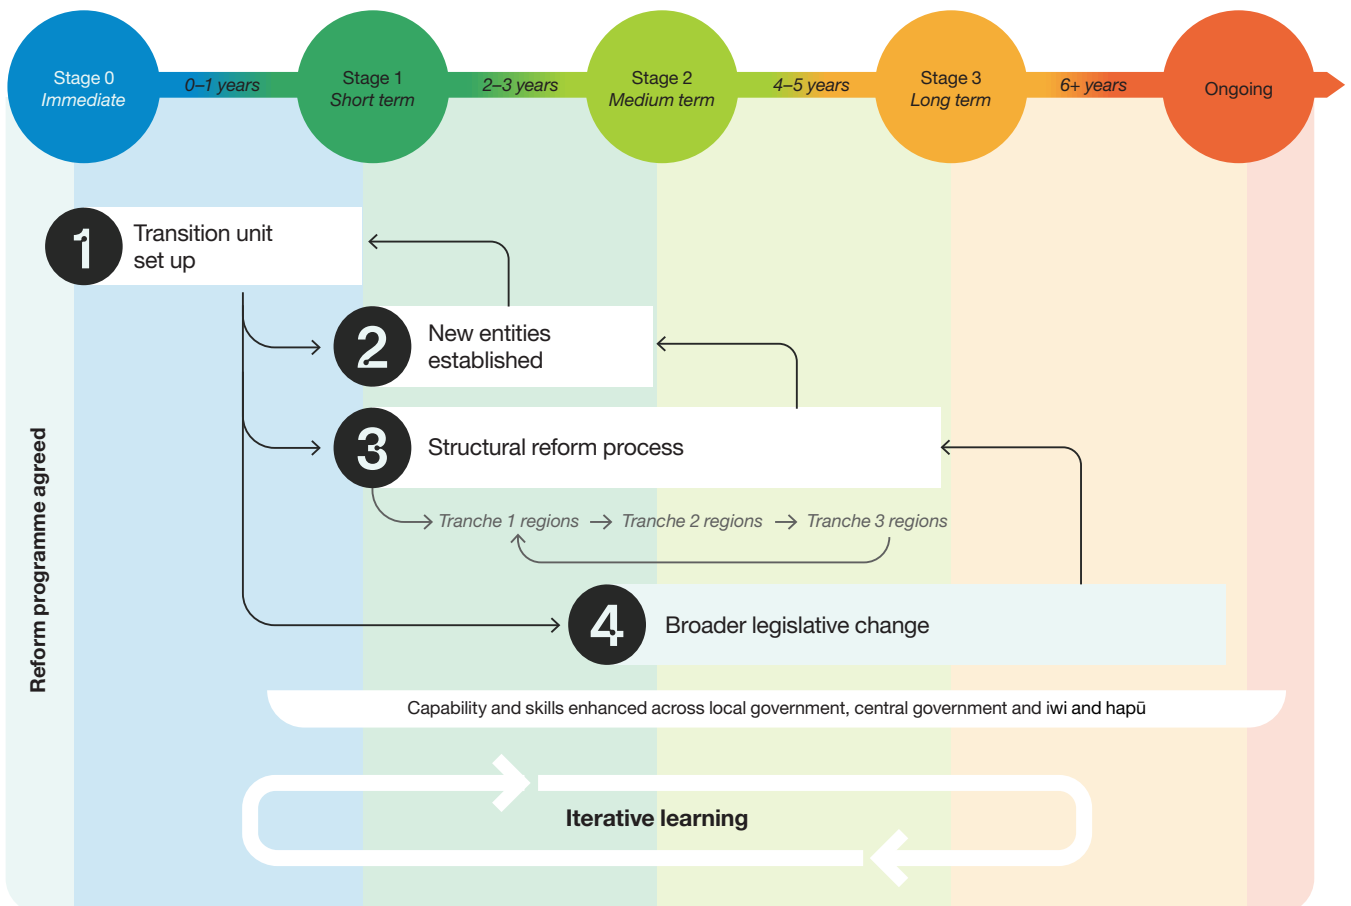 Stage 0
Immediate
0–1 years
Stage 1
Short term
2–3 years
Stage 2
Medium term
4–5 years
Stage 3
Long term
6+ years
Ongoing
Reform programme agreed
1
Transition unit
set up
2
New entities
established
3
Structural reform process
Tranche 1 regions
Tranche 2 regions
Tranche 3 regions
4
Broader legislative change
Capability and skills enhanced across local government, central government and iwi and hapū
Iterative learning